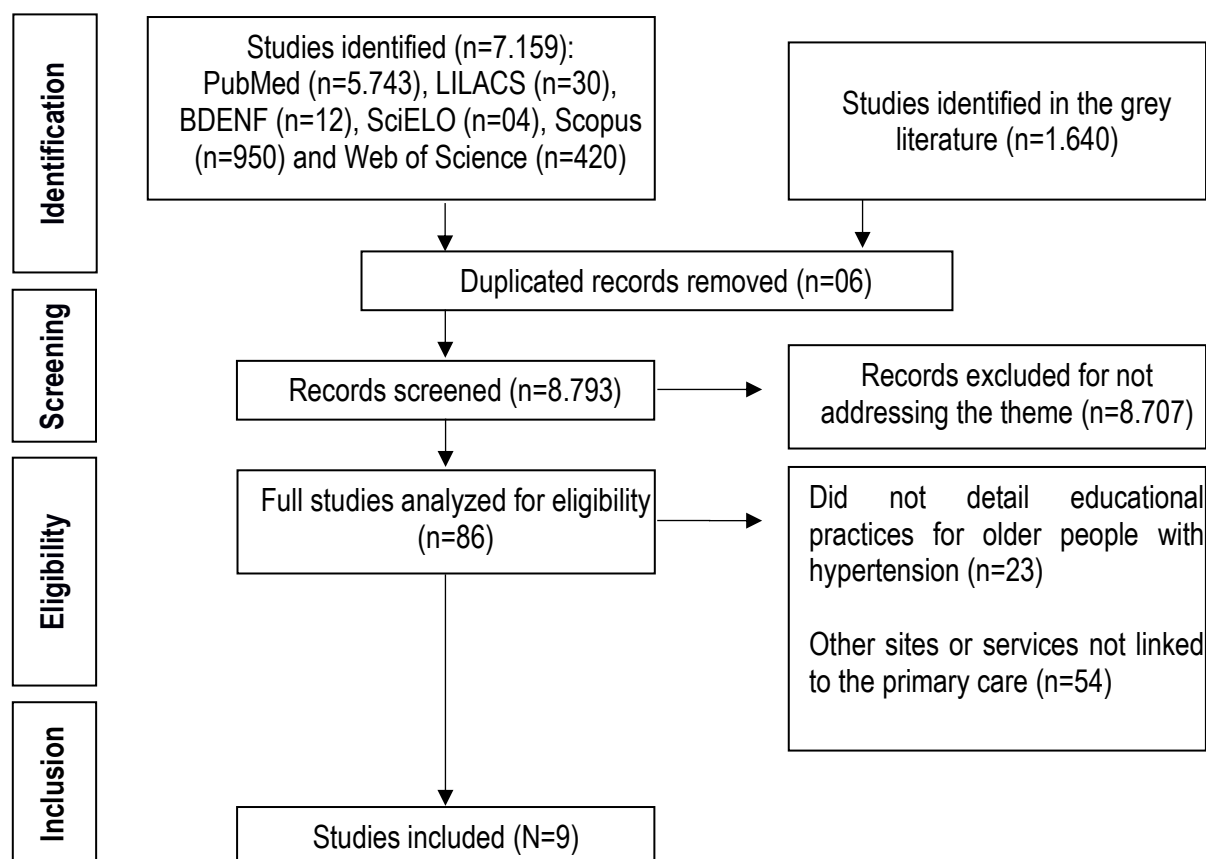 Identification
Studies identified (n=7.159):
PubMed (n=5.743), LILACS (n=30),
BDENF (n=12), SciELO (n=04), Scopus
(n=950) and Web of Science (n=420)
Studies identified in the grey
literature (n=1.640)
Duplicated records removed (n=06)
Screening
Records screened (n=8.793)
Records excluded for not
addressing the theme (n=8.707)
Eligibility
Full studies analyzed for eligibility
(n=86)
Did not detail educational
practices for older people with
hypertension (n=23)
Other sites or services not linked
to the primary care (n=54)
Inclusion
Studies included (N=9)